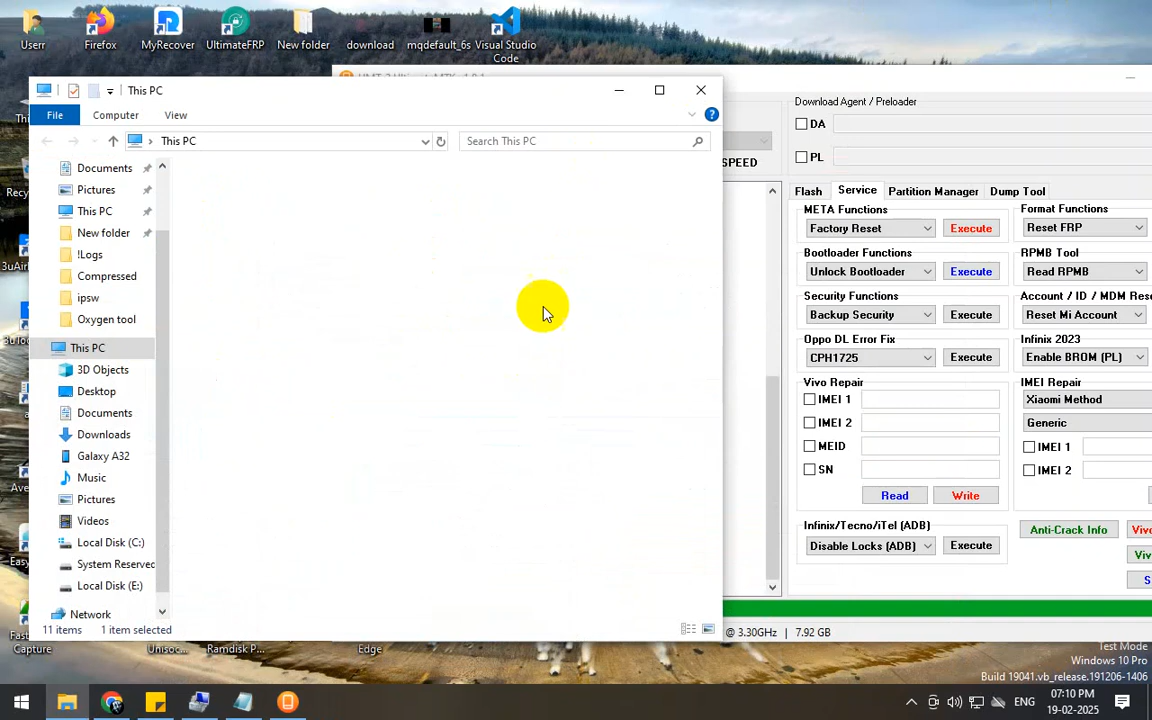 Userr
Firefox
MyRecover
UltimateFRP
New folder
download
mqdefault_6s
Visual Studio Code
This PC
File
Computer
View
This PC
Search This PC
Documents
Pictures
This PC
New folder
!Logs
Compressed
ipsw
Oxygen tool
This PC
3D Objects
Desktop
Documents
Downloads
Galaxy A32
Music
Pictures
Videos
Local Disk (C:)
System Reserved
Local Disk (E:)
Network
11 items
1 item selected
SPEED
Download Agent / Preloader
DA
PL
Flash
Service
Partition Manager
Dump Tool
META Functions
Factory Reset
Execute
Format Functions
Reset FRP
Bootloader Functions
Unlock Bootloader
Execute
RPMB Tool
Read RPMB
Security Functions
Backup Security
Execute
Account / ID / MDM Rese
Reset Mi Account
Oppo DL Error Fix
CPH1725
Execute
Infinix 2023
Enable BROM (PL)
Vivo Repair
IMEI 1
IMEI 2
MEID
SN
Read
Write
IMEI Repair
Xiaomi Method
Generic
IMEI 1
IMEI 2
Infinix/Tecno/iTel (ADB)
Disable Locks (ADB)
Execute
Anti-Crack Info
Vivo
Viv
S
@ 3.30GHz | 7.92 GB
Fast
Capture
Unisoc...
Ramdisk P...
Edge
Test Mode
Windows 10 Pro
Build 19041.vb_release.191206-1406
ENG
07:10 PM
19-02-2025